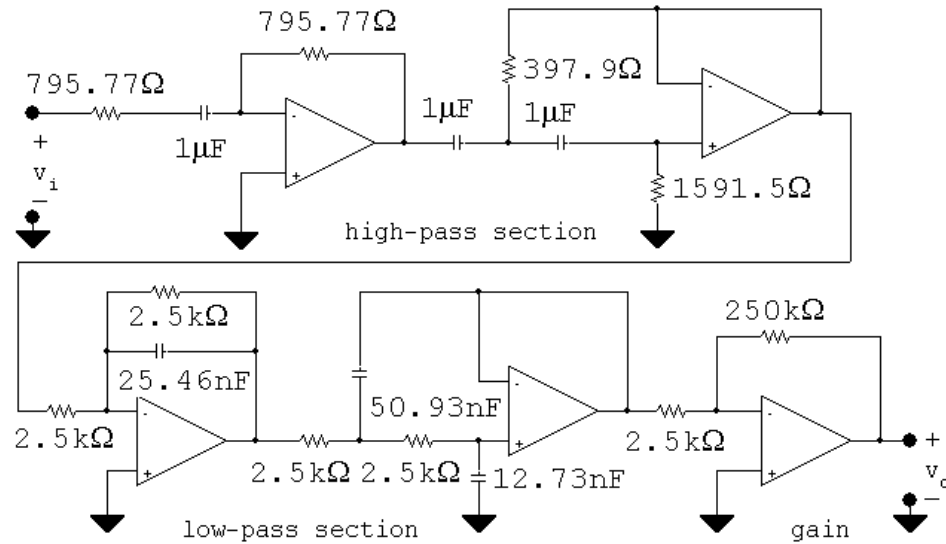 795.77Ω
795.77Ω
397.9Ω
1μF
1μF
1μF
+
v i
−
-
+
-
+
1591.5Ω
high-pass section
2.5kΩ
25.46nF
2.5kΩ
-
+
2.5kΩ
2.5kΩ
50.93nF
12.73nF
-
+
250kΩ
2.5kΩ
-
+
+
v o
−
low-pass section
gain